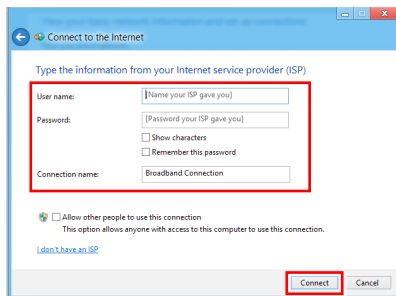 View your basic network information and set up connections
Connect to the Internet
Type the information from your Internet service provider (ISP)
User name: [Name your ISP gave you]
Password: [Password your ISP gave you]
Show characters
Remember this password
Connection name: Broadband Connection
Allow other people to use this connection
This option allows anyone with access to this computer to use this connection.
I don't have an ISP
Connect Cancel